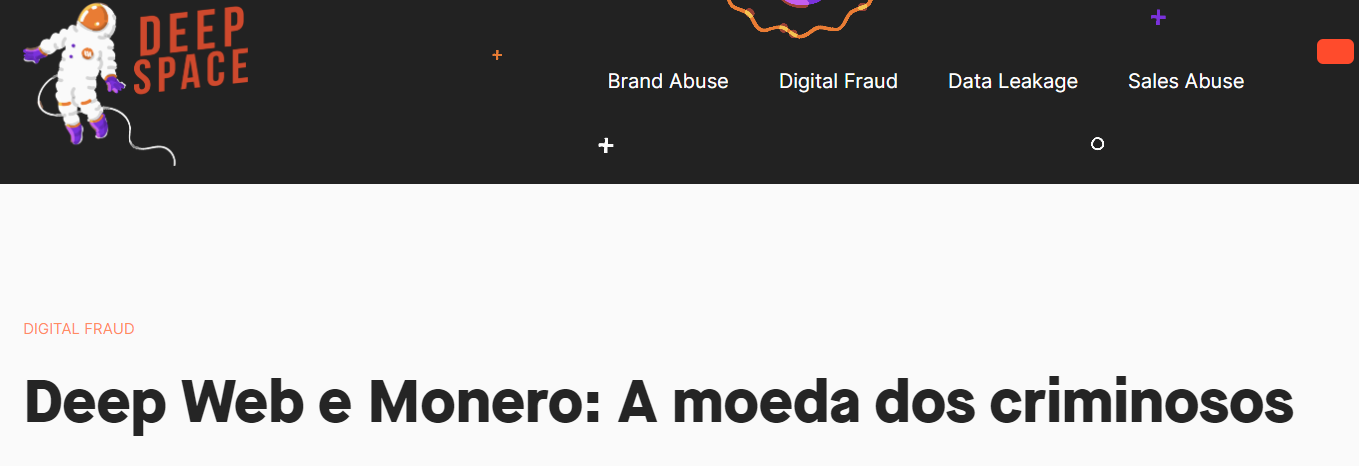 DEEP
SPACE
Brand Abuse Digital Fraud Data Leakage Sales Abuse
DIGITAL FRAUD
Deep Web e Monero: A moeda dos criminosos